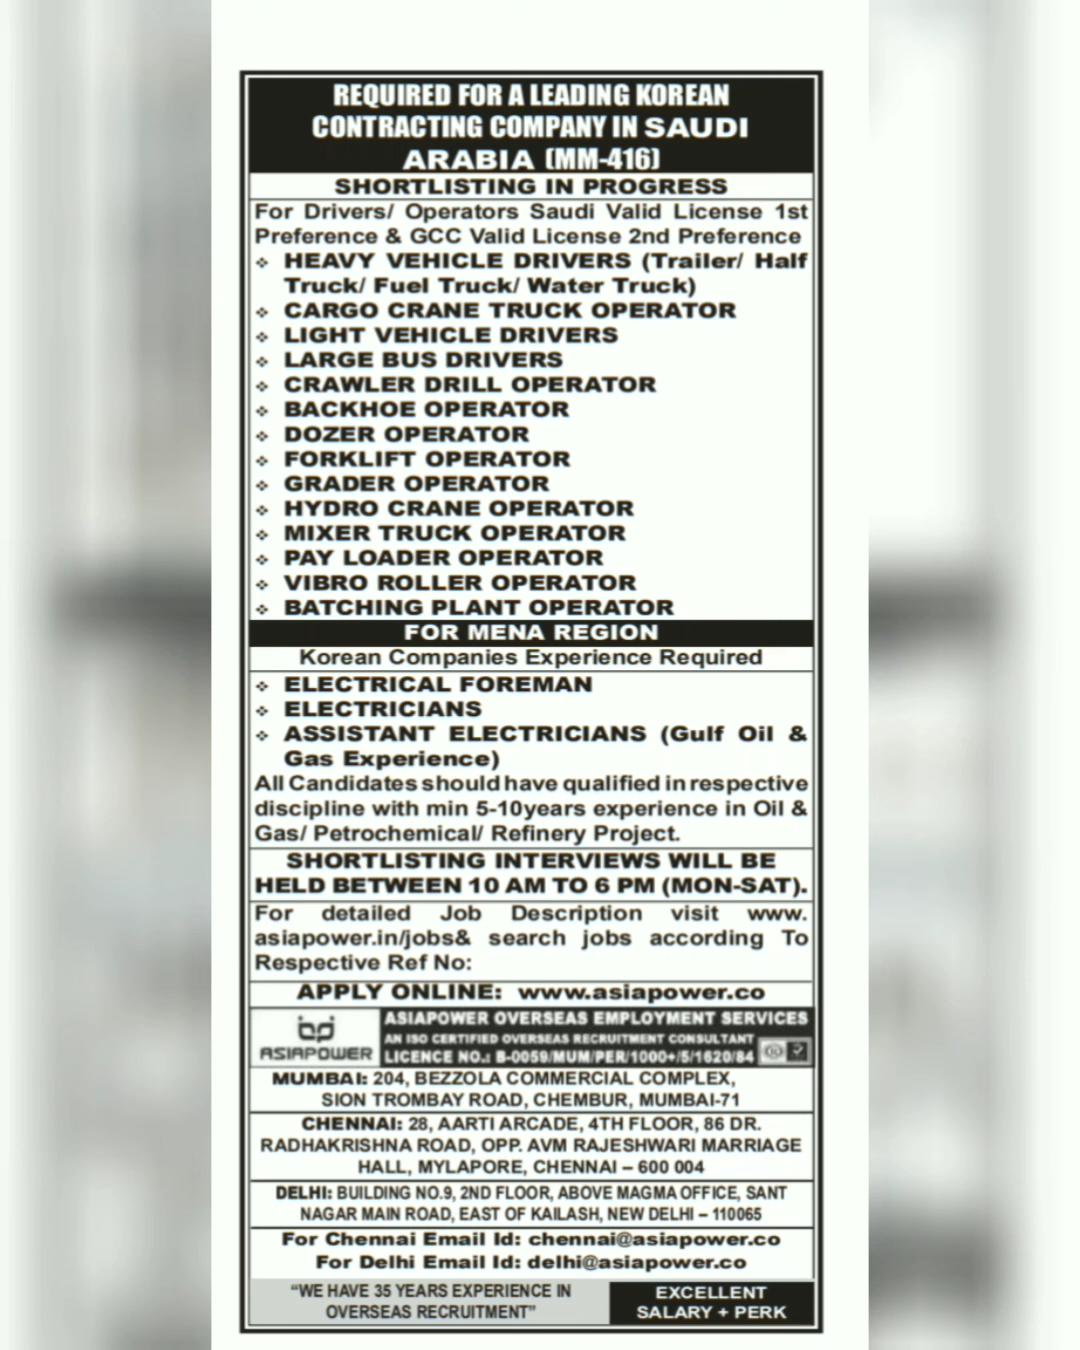 REQUIRED FOR A LEADING KOREAN
CONTRACTING COMPANY IN SAUDI
ARABIA (MM-416)
SHORTLISTING IN PROGRESS
For Drivers/ Operators Saudi Valid License 1st
Preference & GCC Valid License 2nd Preference
❖ HEAVY VEHICLE DRIVERS (Trailer/ Half
Truck/ Fuel Truck/ Water Truck)
❖ CARGO CRANE TRUCK OPERATOR
❖ LIGHT VEHICLE DRIVERS
❖ LARGE BUS DRIVERS
❖ CRAWLER DRILL OPERATOR
❖ BACKHOE OPERATOR
❖ DOZER OPERATOR
❖ FORKLIFT OPERATOR
❖ GRADER OPERATOR
❖ HYDRO CRANE OPERATOR
❖ MIXER TRUCK OPERATOR
❖ PAY LOADER OPERATOR
❖ VIBRO ROLLER OPERATOR
❖ BATCHING PLANT OPERATOR
FOR MENA REGION
Korean Companies Experience Required
❖ ELECTRICAL FOREMAN
❖ ELECTRICIANS
❖ ASSISTANT ELECTRICIANS (Gulf Oil &
Gas Experience)
All Candidates should have qualified in respective
discipline with min 5-10years experience in Oil &
Gas/ Petrochemical/ Refinery Project.
SHORTLISTING INTERVIEWS WILL BE
HELD BETWEEN 10 AM TO 6 PM (MON-SAT).
For detailed Job Description visit www.
asiapower.in/jobs& search jobs according To
Respective Ref No:
APPLY ONLINE: www.asiapower.co
ASIAPOWER
ASIAPOWER OVERSEAS EMPLOYMENT SERVICES
AN ISO CERTIFIED OVERSEAS RECRUITMENT CONSULTANT
LICENCE NO.: B-0059/MUM/PER/1000+/5/1620/84
MUMBAI: 204, BEZZOLA COMMERCIAL COMPLEX,
SION TROMBAY ROAD, CHEMBUR, MUMBAI-71
CHENNAI: 28, AARTI ARCADE, 4TH FLOOR, 86 DR.
RADHAKRISHNA ROAD, OPP. AVM RAJESHWARI MARRIAGE
HALL, MYLAPORE, CHENNAI – 600 004
DELHI: BUILDING NO.9, 2ND FLOOR, ABOVE MAGMA OFFICE, SANT
NAGAR MAIN ROAD, EAST OF KAILASH, NEW DELHI – 110065
For Chennai Email Id: chennai@asiapower.co
For Delhi Email Id: delhi@asiapower.co
“WE HAVE 35 YEARS EXPERIENCE IN
OVERSEAS RECRUITMENT”
EXCELLENT
SALARY + PERK